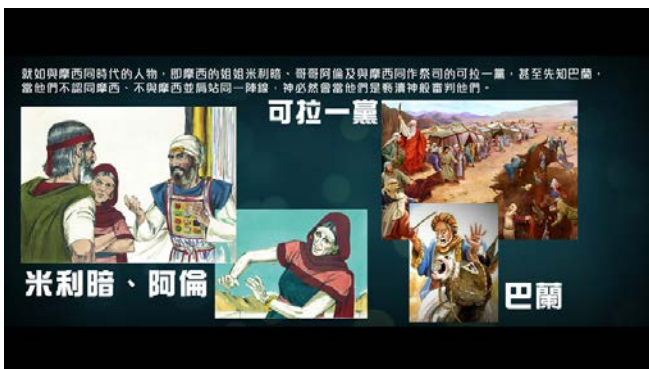 就如與摩西同時代的人物，即摩西的姐姐米利暗、哥哥阿倫及與摩西同作祭司的可拉一黨，甚至先知巴蘭，
當他們不認同摩西、不與摩西並肩站同一陣線，神必然會當他們是褻瀆神般審判他們。
可拉一黨
米利暗、阿倫
巴蘭